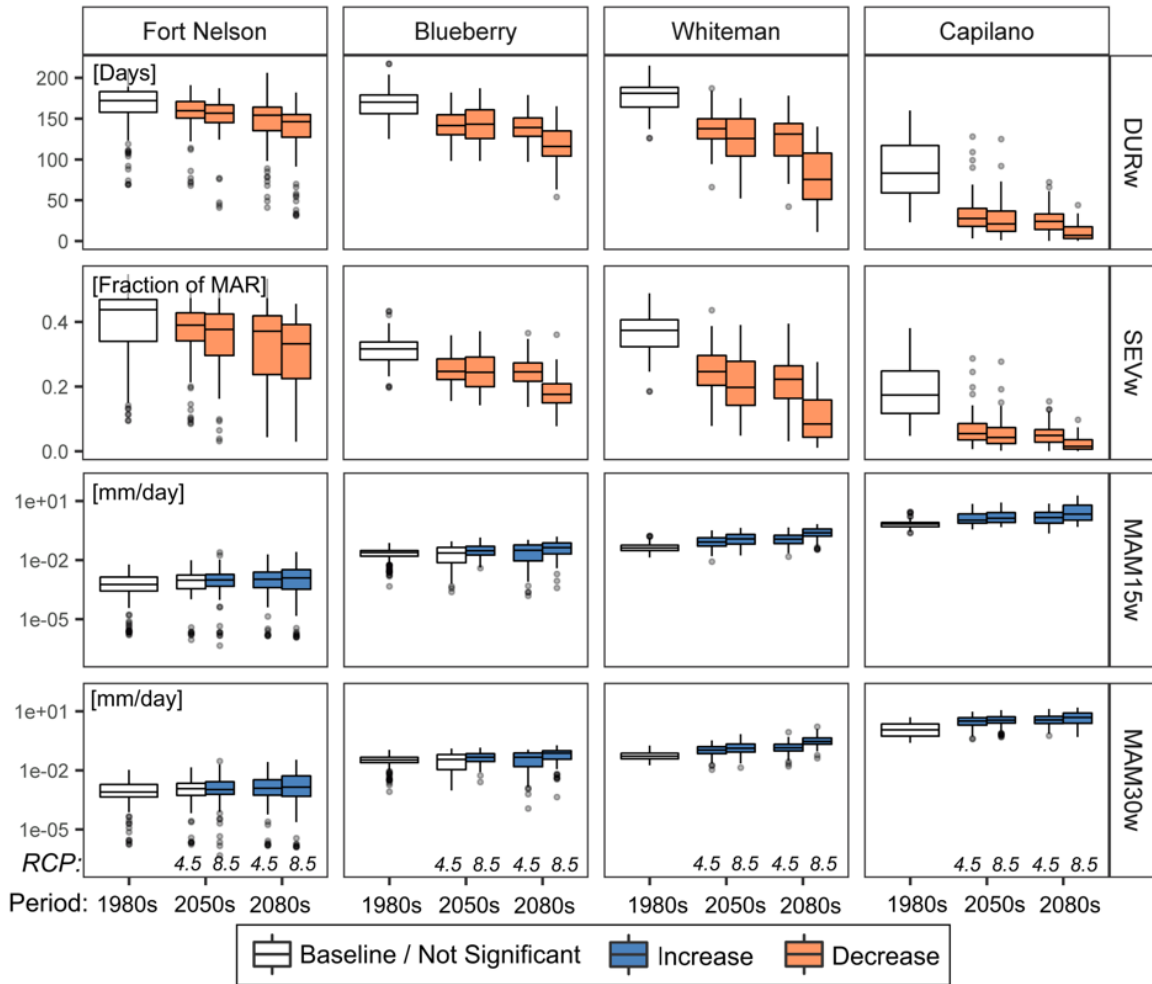 Fort Nelson Blueberry Whiteman Capilano
[Days]
200
150
100
50
0
DURw
[Fraction of MAR]
0.4
0.2
0.0
SEVw
[mm/day]
1e+01
1e-02
1e-05
MAM15w
[mm/day]
1e+01
1e-02
1e-05
MAM30w
RCP: 4.5 8.5 4.5 8.5 4.5 8.5 4.5 8.5 4.5 8.5 4.5 8.5 4.5 8.5 4.5 8.5
Period: 1980s 2050s 2080s 1980s 2050s 2080s 1980s 2050s 2080s 1980s 2050s 2080s
Baseline / Not Significant Increase Decrease